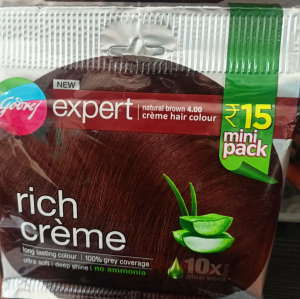 NEW
Godrej
expert
natural brown 4.00
crème hair colour
₹15
mini
pack
rich
crème
long lasting colour | 100% grey coverage
ultra soft | deep shine | no ammonia
10x